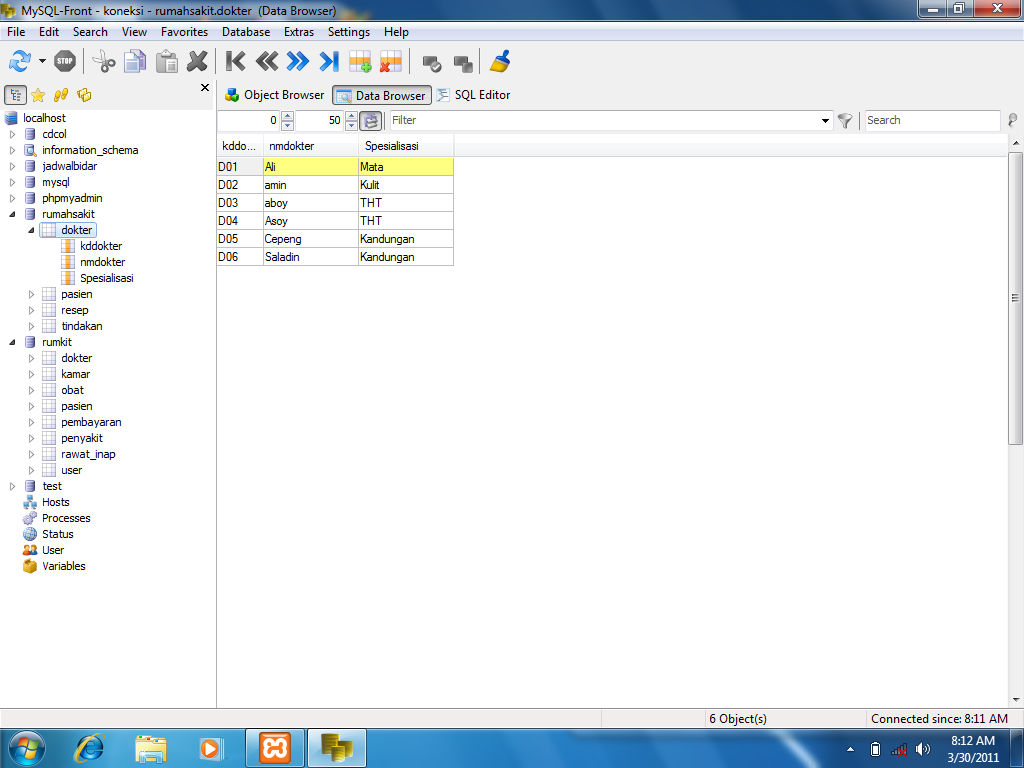 MySQL-Front - koneksi - rumahsakit.dokter (Data Browser)
File Edit Search View Favorites Database Extras Settings Help
STOP
Object Browser Data Browser SQL Editor
0 50 Filter Search
localhost
cdcol
information_schema
jadwalbidar
mysql
phpmyadmin
rumahsakit
dokter
kddokter
nmdokter
Spesialisasi
pasien
resep
tindakan
rumkit
dokter
kamar
obat
pasien
pembayaran
penyakit
rawat_inap
user
test
Hosts
Processes
Status
User
Variables
kddo... nmdokter Spesialisasi
D01 Ali Mata
D02 amin Kulit
D03 aboy THT
D04 Asoy THT
D05 Cepeng Kandungan
D06 Saladin Kandungan
6 Object(s) Connected since: 8:11 AM
8:12 AM
3/30/2011